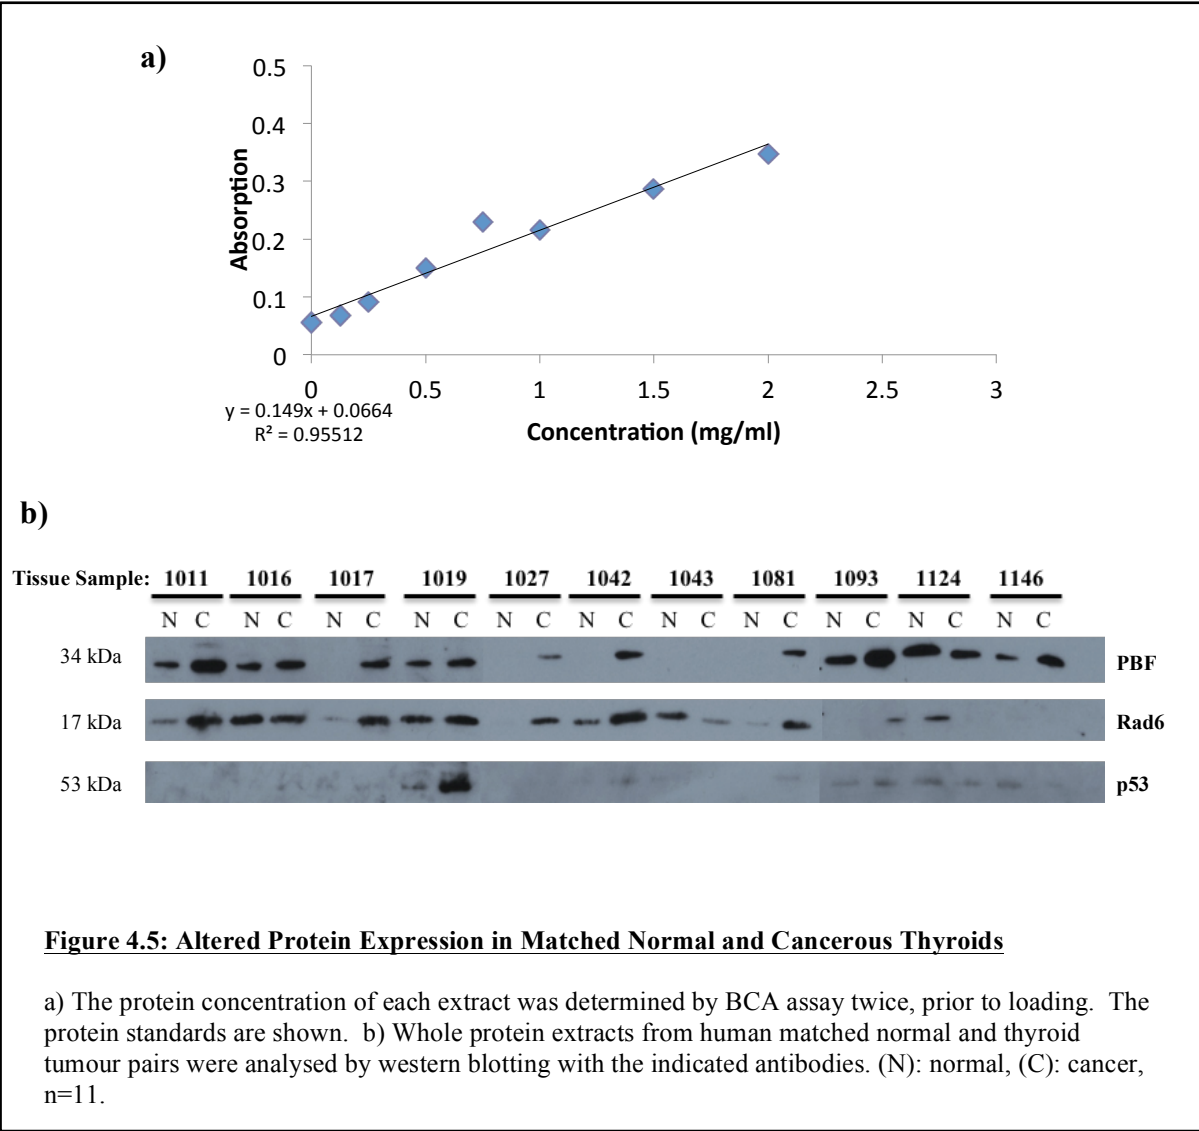 a)
0.5
0.4
0.3
0.2
0.1
0
Absorption
0 0.5 1 1.5 2 2.5 3
y = 0.149x + 0.0664
R² = 0.95512
Concentration (mg/ml)
b)
Tissue Sample: 1011 1016 1017 1019 1027 1042 1043 1081 1093 1124 1146
N C N C N C N C N C N C N C N C N C N C N C
34 kDa PBF
17 kDa Rad6
53 kDa p53
Figure 4.5: Altered Protein Expression in Matched Normal and Cancerous Thyroids
a) The protein concentration of each extract was determined by BCA assay twice, prior to loading. The
protein standards are shown. b) Whole protein extracts from human matched normal and thyroid
tumour pairs were analysed by western blotting with the indicated antibodies. (N): normal, (C): cancer,
n=11.